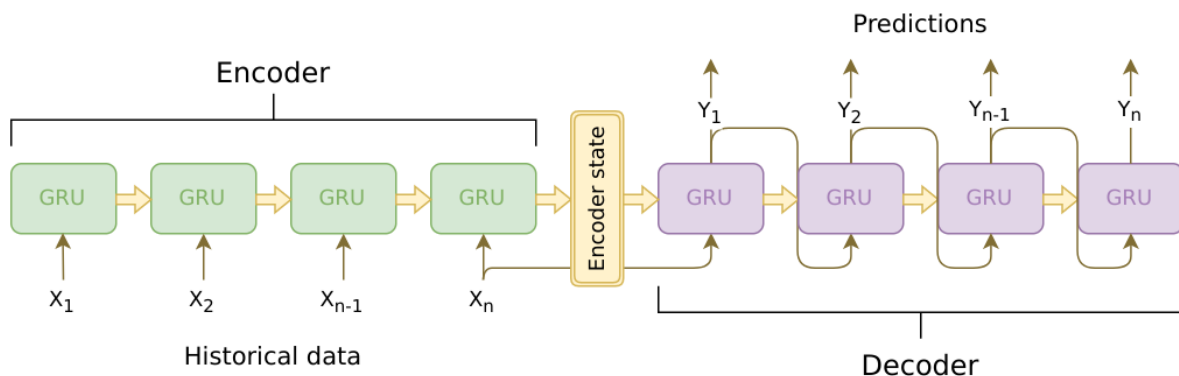 Predictions
Encoder
Y1 Y2 Yn-1 Yn
GRU GRU GRU GRU Encoder state GRU GRU GRU GRU
X1 X2 Xn-1 Xn
Historical data
Decoder